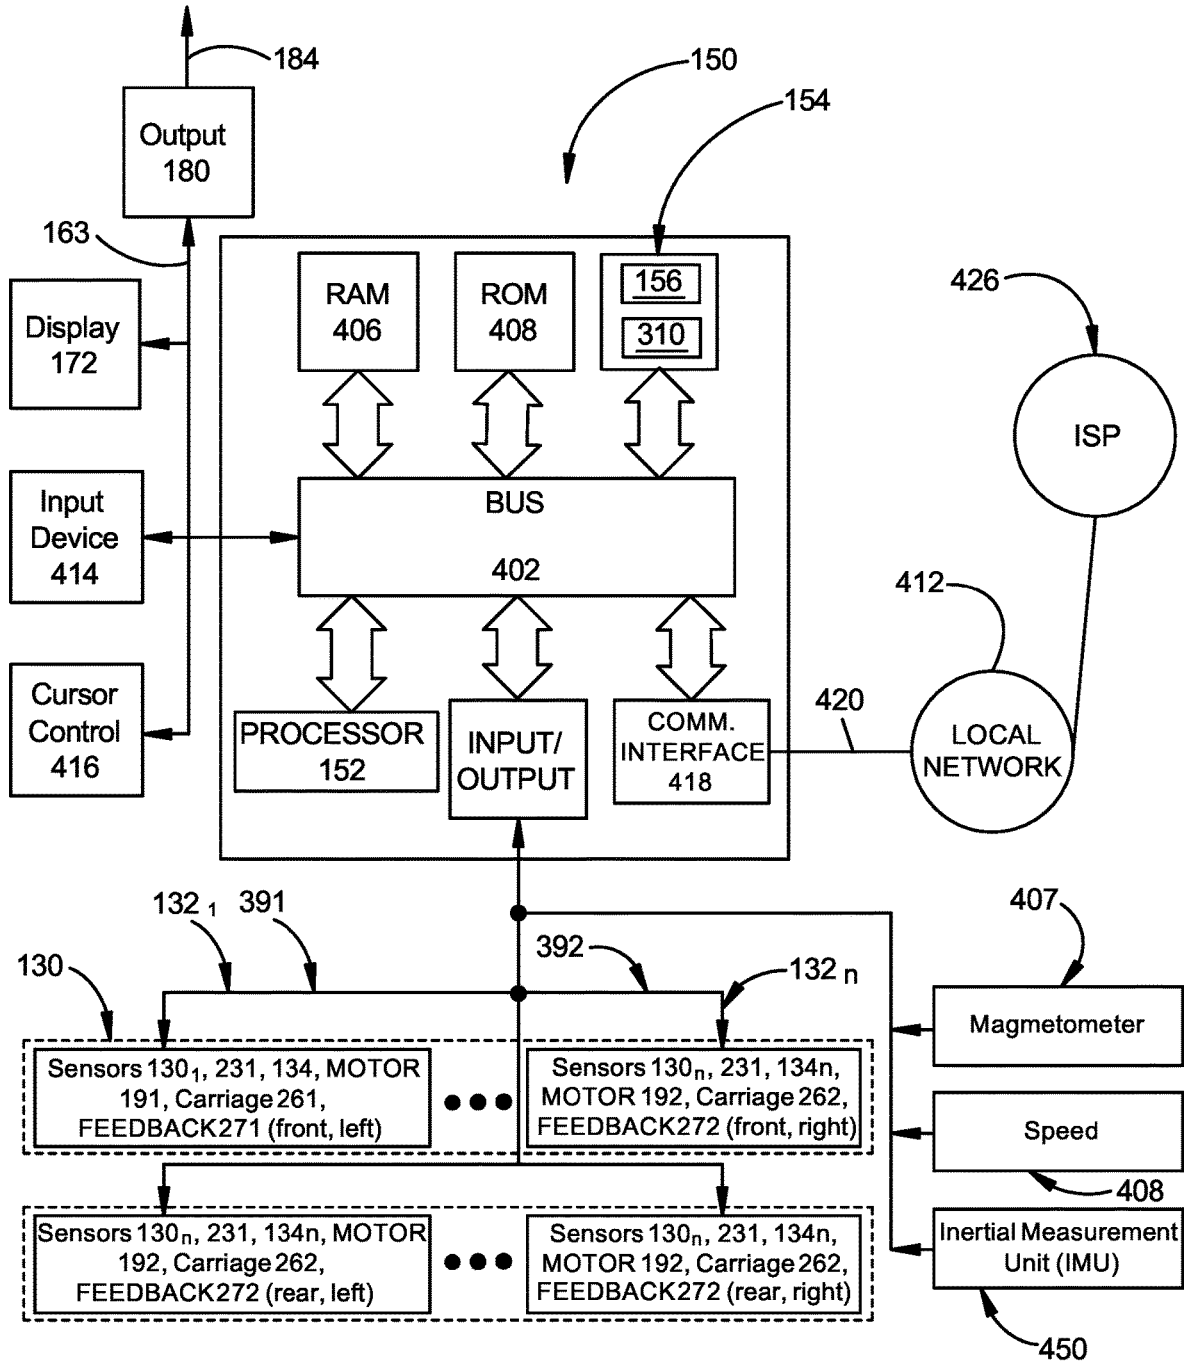 184
150
154
Output
180
163
RAM
406
ROM
408
156
310
426
Display
172
ISP
Input
Device
414
BUS
402
412
Cursor
Control
416
PROCESSOR
152
INPUT/
OUTPUT
COMM.
INTERFACE
418
420
LOCAL
NETWORK
132 1
391
407
130
392
132 n
Magmetometer
Sensors 130₁, 231, 134, MOTOR
191, Carriage 261,
FEEDBACK271 (front, left)
Sensors 130n, 231, 134n,
MOTOR 192, Carriage 262,
FEEDBACK272 (front, right)
Speed
408
Sensors 130n, 231, 134n, MOTOR
192, Carriage 262,
FEEDBACK272 (rear, left)
Sensors 130n, 231, 134n,
MOTOR 192, Carriage 262,
FEEDBACK272 (rear, right)
Inertial Measurement
Unit (IMU)
450